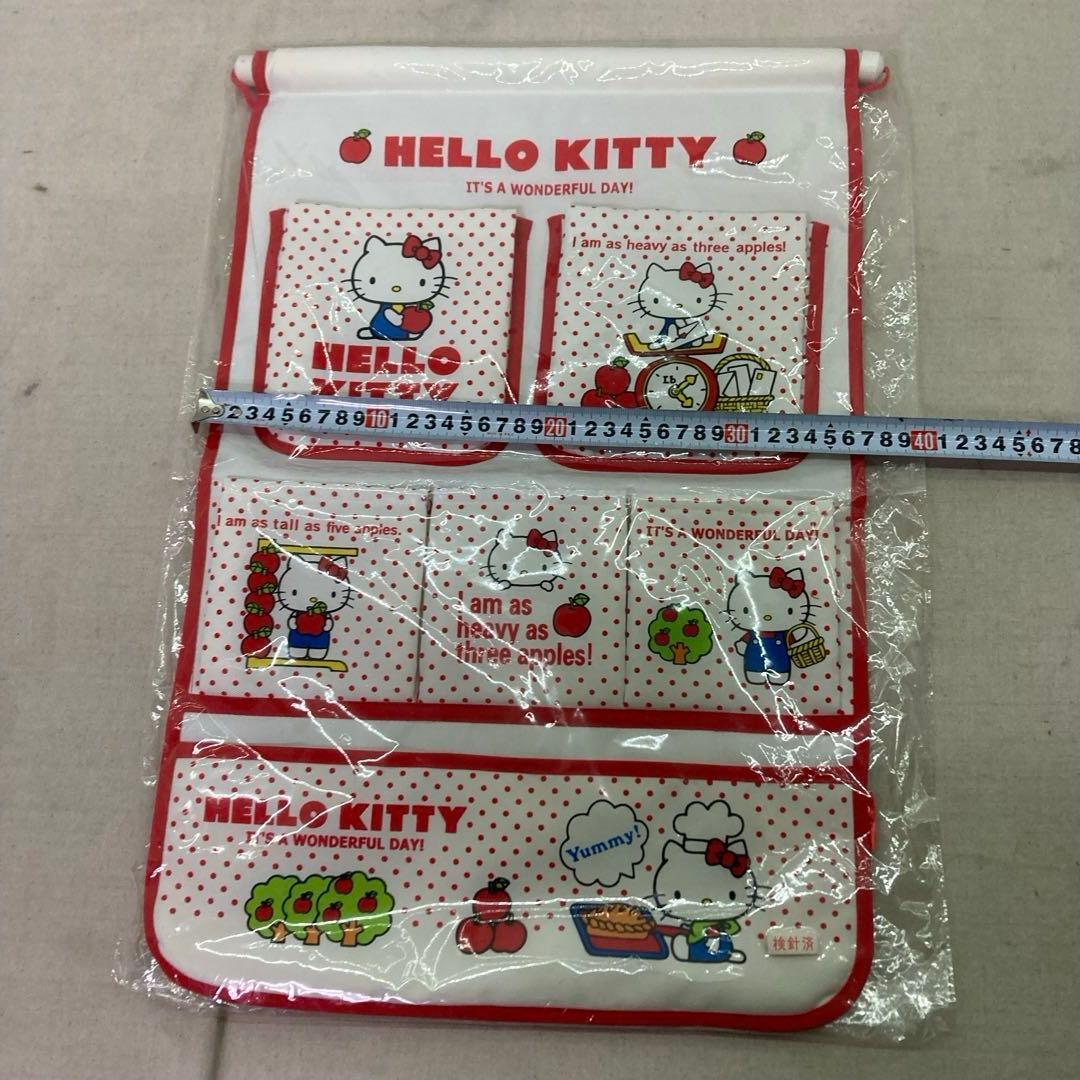 HELLO KITTY
IT'S A WONDERFUL DAY!
HELLO
KITTY
I am as heavy as three apples!
Lb
2 3 4 5 6 7 8 9 10 1 2 3 4 5 6 7 8 9 20 1 2 3 4 5 6 7 8 9 30 1 2 3 4 5 6 7 8 9 40 1 2 3 4 5 6 7 8
I am as tall as five apples.
I am as
heavy as
three apples!
IT'S A WONDERFUL DAY!
HELLO KITTY
IT'S A WONDERFUL DAY!
Yummy!
検針済